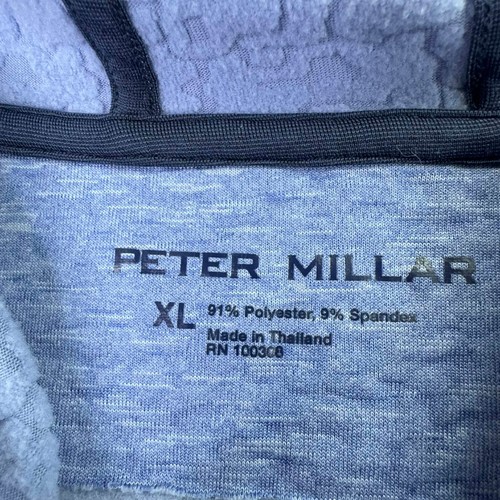 PETER MILLAR
XL
91% Polyester, 9% Spandex
Made in Thailand
RN 100306